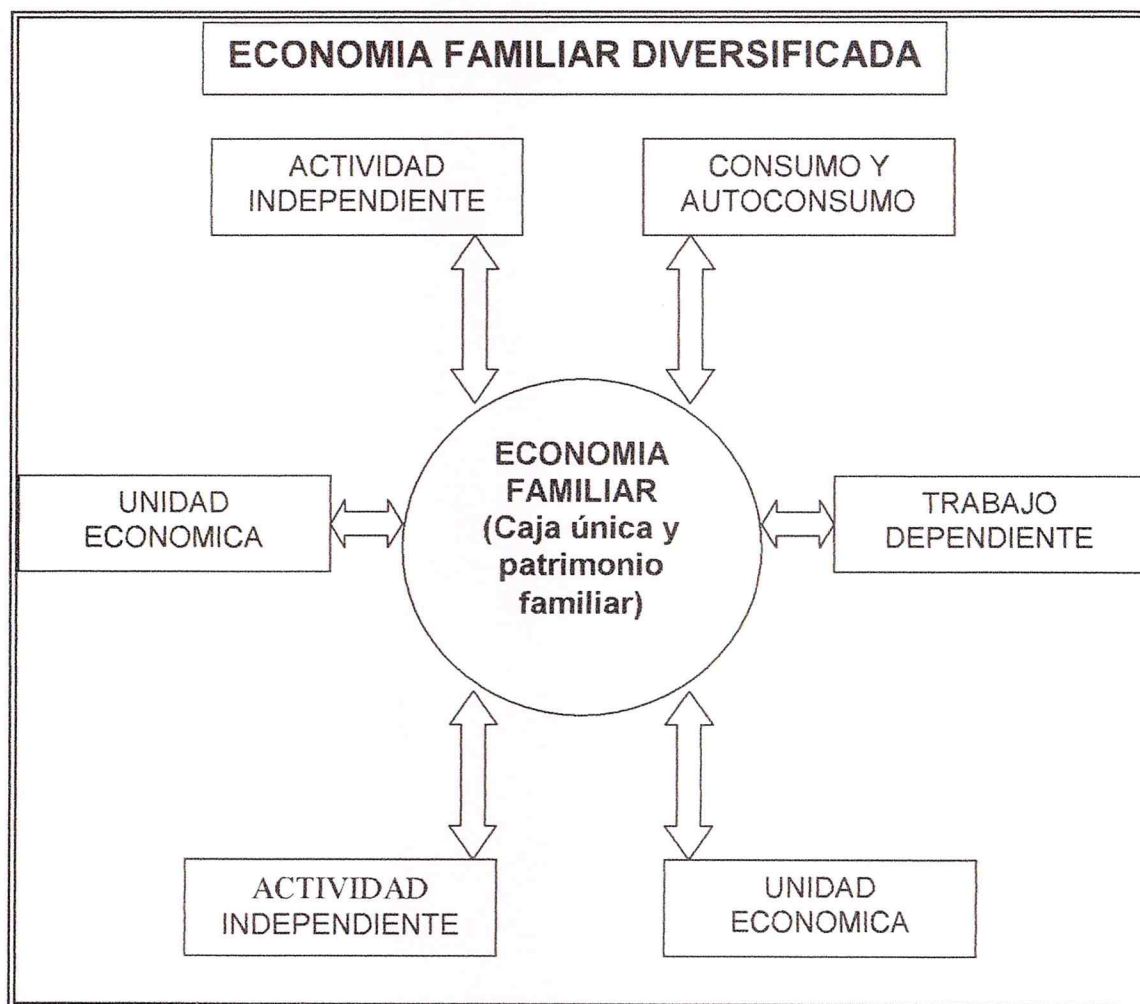 ECONOMIA FAMILIAR DIVERSIFICADA
ACTIVIDAD
INDEPENDIENTE
CONSUMO Y
AUTOCONSUMO
ECONOMIA
FAMILIAR
(Caja única y
patrimonio
familiar)
UNIDAD
ECONOMICA
TRABAJO
DEPENDIENTE
ACTIVIDAD
INDEPENDIENTE
UNIDAD
ECONOMICA